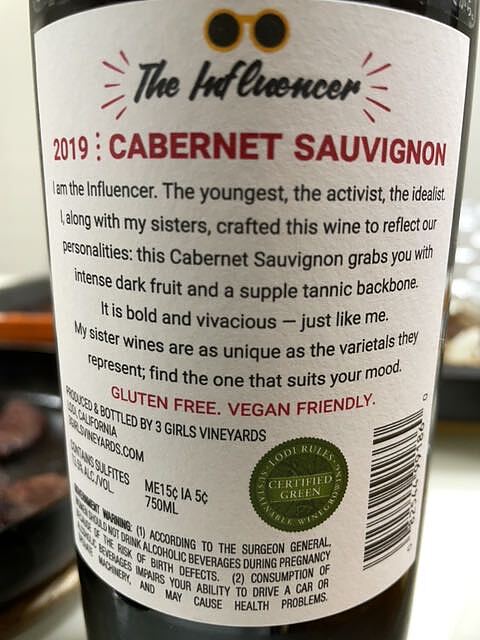 The Influencer
2019 : CABERNET SAUVIGNON
I am the Influencer. The youngest, the activist, the idealist.
I, along with my sisters, crafted this wine to reflect our
personalities: this Cabernet Sauvignon grabs you with
intense dark fruit and a supple tannic backbone.
It is bold and vivacious — just like me.
My sister wines are as unique as the varietals they
represent; find the one that suits your mood.
GLUTEN FREE. VEGAN FRIENDLY.
PRODUCED & BOTTLED BY 3 GIRLS VINEYARDS
LODI, CALIFORNIA
3GIRLSVINEYARDS.COM
CONTAINS SULFITES
ALC./VOL.
ME15¢ IA 5¢
750ML
LODI RULES
CERTIFIED
GREEN
SUSTAINABLE WINEGROWING
GOVERNMENT WARNING: (1) ACCORDING TO THE SURGEON GENERAL,
SHOULD NOT DRINK ALCOHOLIC BEVERAGES DURING PREGNANCY
OF THE RISK OF BIRTH DEFECTS. (2) CONSUMPTION OF
BEVERAGES IMPAIRS YOUR ABILITY TO DRIVE A CAR OR
MACHINERY, AND MAY CAUSE HEALTH PROBLEMS.